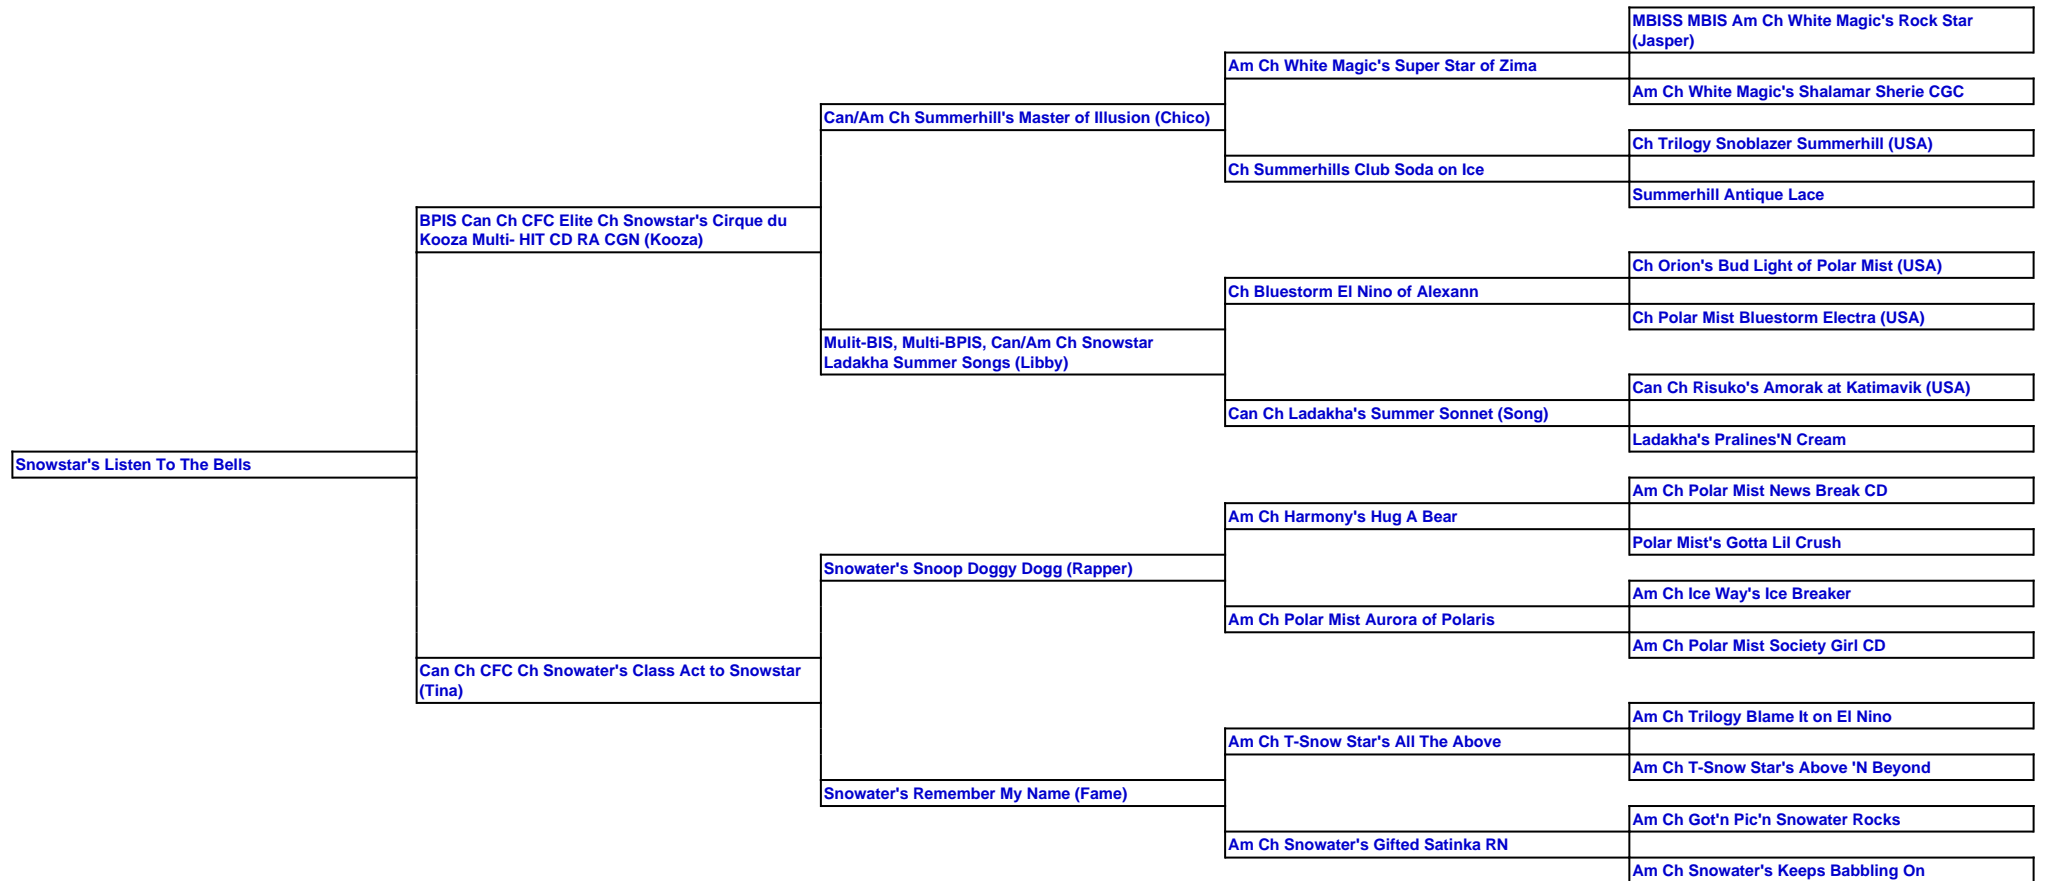 MBISS MBIS Am Ch White Magic's Rock Star
(Jasper)
Am Ch White Magic's Super Star of Zima
Am Ch White Magic's Shalamar Sherie CGC
Can/Am Ch Summerhill's Master of Illusion (Chico)
Ch Trilogy Snoblazer Summerhill (USA)
Ch Summerhills Club Soda on Ice
Summerhill Antique Lace
BPIS Can Ch CFC Elite Ch Snowstar's Cirque du
Kooza Multi- HIT CD RA CGN (Kooza)
Ch Orion's Bud Light of Polar Mist (USA)
Ch Bluestorm El Nino of Alexann
Ch Polar Mist Bluestorm Electra (USA)
Mulit-BIS, Multi-BPIS, Can/Am Ch Snowstar
Ladakha Summer Songs (Libby)
Can Ch Risuko's Amorak at Katimavik (USA)
Can Ch Ladakha's Summer Sonnet (Song)
Ladakha's Pralines'N Cream
Snowstar's Listen To The Bells
Am Ch Polar Mist News Break CD
Am Ch Harmony's Hug A Bear
Polar Mist's Gotta Lil Crush
Snowater's Snoop Doggy Dogg (Rapper)
Am Ch Ice Way's Ice Breaker
Am Ch Polar Mist Aurora of Polaris
Am Ch Polar Mist Society Girl CD
Can Ch CFC Ch Snowater's Class Act to Snowstar
(Tina)
Am Ch Trilogy Blame It on El Nino
Am Ch T-Snow Star's All The Above
Am Ch T-Snow Star's Above 'N Beyond
Snowater's Remember My Name (Fame)
Am Ch Got'n Pic'n Snowater Rocks
Am Ch Snowater's Gifted Satinka RN
Am Ch Snowater's Keeps Babbling On